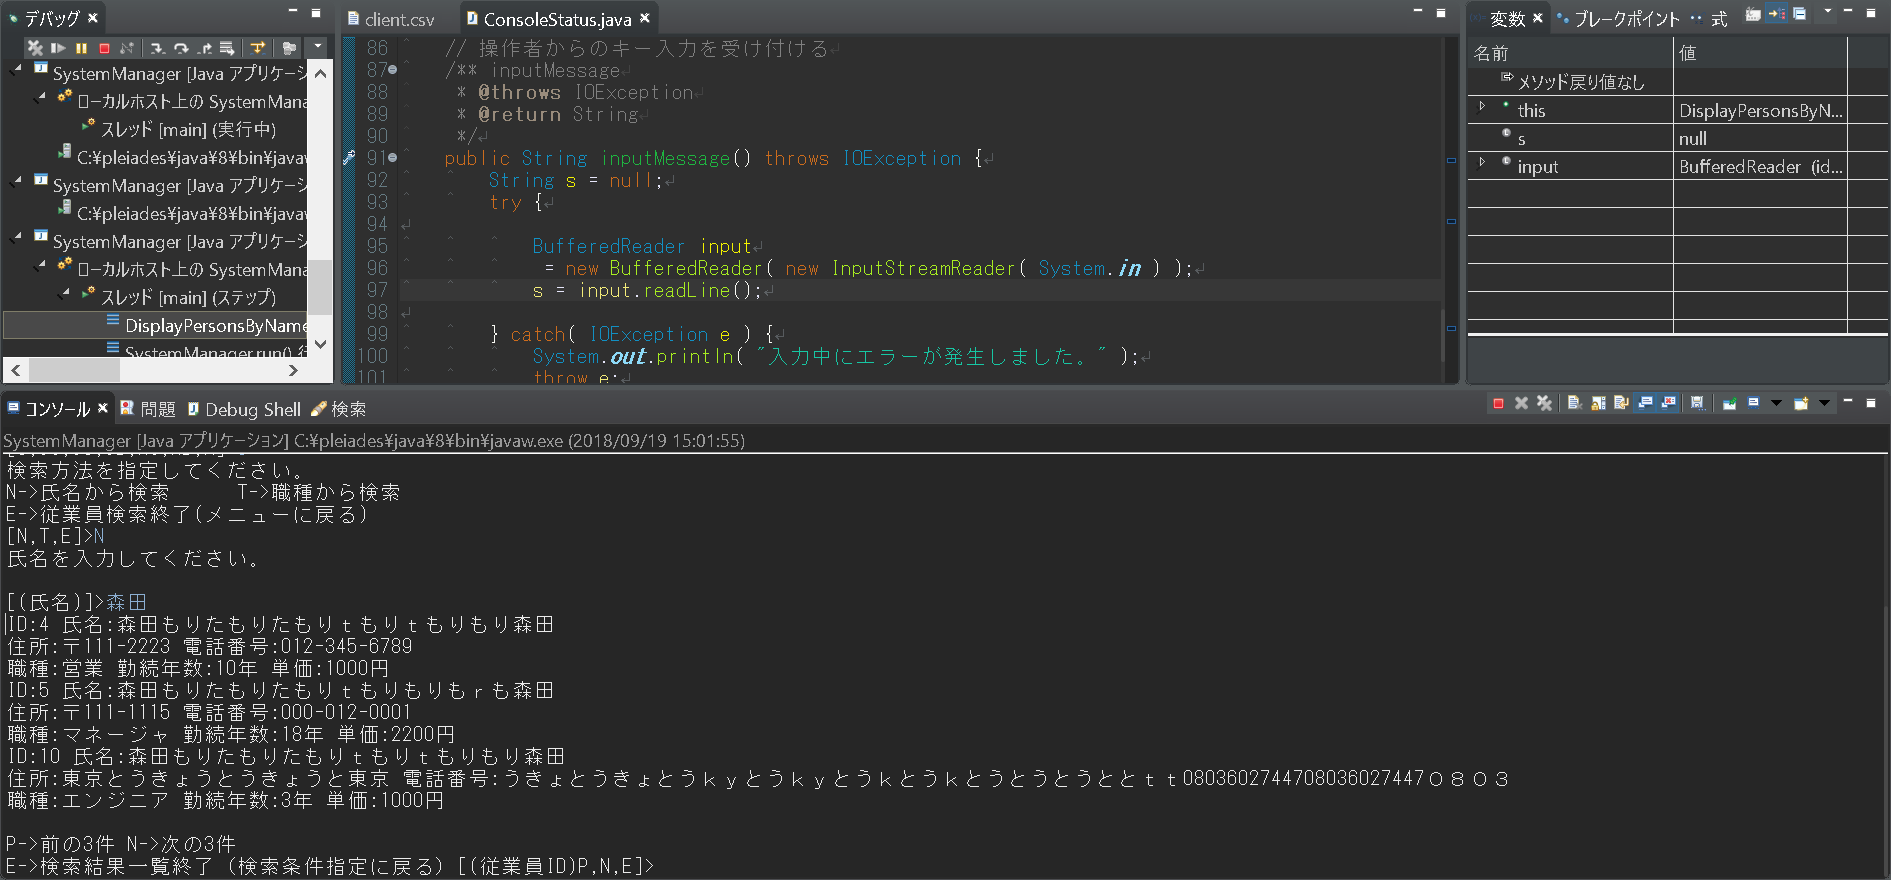 デバッグ
SystemManager [Java アプリケーシ
ローカルホスト上の SystemMana
スレッド [main] (実行中)
C:¥pleiades¥java¥8¥bin¥javaw
SystemManager [Java アプリケーシ
C:¥pleiades¥java¥8¥bin¥javaw
SystemManager [Java アプリケーシ
ローカルホスト上の SystemMana
スレッド [main] (ステップ)
DisplayPersonsByName
SystemManager.run() 行
client.csv
ConsoleStatus.java
86 // 操作者からのキー入力を受け付ける
87 /** inputMessage
88 * @throws IOException
89 * @return String
90 */
91 public String inputMessage() throws IOException {
92 String s = null;
93 try {
94
95 BufferedReader input
96 = new BufferedReader( new InputStreamReader( System.in ) );
97 s = input.readLine();
98
99 } catch( IOException e ) {
100 System.out.println( "入力中にエラーが発生しました。" );
101 throw e;
変数 ブレークポイント 式
名前 値
メソッド戻り値なし
this DisplayPersonsByN...
s null
input BufferedReader (id...
コンソール 問題 Debug Shell 検索
SystemManager [Java アプリケーション] C:¥pleiades¥java¥8¥bin¥javaw.exe (2018/09/19 15:01:55)
検索方法を指定してください。
N->氏名から検索 T->職種から検索
E->従業員検索終了(メニューに戻る)
[N,T,E]>N
氏名を入力してください。
[(氏名)]>森田
ID:4 氏名:森田もりたもりたもりｔもりｔもりもり森田
住所:〒111-2223 電話番号:012-345-6789
職種:営業 勤続年数:10年 単価:1000円
ID:5 氏名:森田もりたもりたもりｔもりもりもｒも森田
住所:〒111-1115 電話番号:000-012-0001
職種:マネージャ 勤続年数:18年 単価:2200円
ID:10 氏名:森田もりたもりたもりｔもりｔもりもり森田
住所:東京とうきょうとうきょうと東京 電話番号:うきょとうきょとうｋｙとうｋｙとうｋとうｋとうとうとうととｔｔ08036027447080360274470８０３
職種:エンジニア 勤続年数:3年 単価:1000円
P->前の3件 N->次の3件
E->検索結果一覧終了 (検索条件指定に戻る) [(従業員ID)P,N,E]>